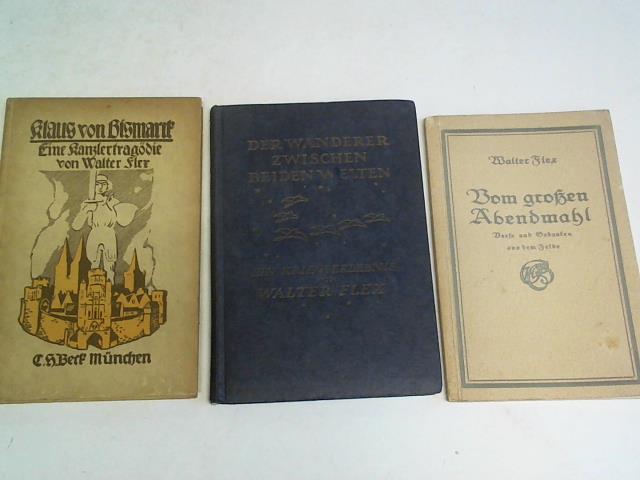 Klaus von Bismarck
Eine Kanzlertragödie
von Walter Flex
C.H.Beck München
DER WANDERER
ZWISCHEN
BEIDEN WELTEN
EIN KRIEGSERLEBNIS
WALTER FLEX
Walter Flex
Vom großen
Abendmahl
Verse und Gedanken
aus dem Felde